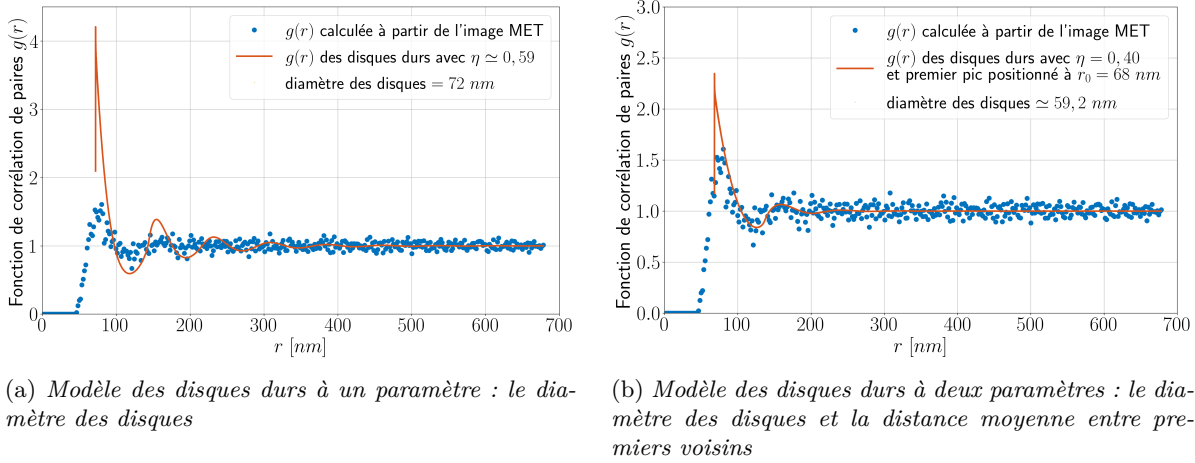 Fonction de corrélation de paires g(r)
4
3
2
1
0
g(r) calculée à partir de l'image MET
g(r) des disques durs avec η ≃ 0,59
diamètre des disques = 72 nm
0 100 200 300 400 500 600 700
r [nm]
(a) Modèle des disques durs à un paramètre : le dia-
mètre des disques
Fonction de corrélation de paires g(r)
3.0
2.5
2.0
1.5
1.0
0.5
0.0
g(r) calculée à partir de l'image MET
g(r) des disques durs avec η = 0,40
et premier pic positionné à r₀ = 68 nm
diamètre des disques ≃ 59,2 nm
0 100 200 300 400 500 600 700
r [nm]
(b) Modèle des disques durs à deux paramètres : le dia-
mètre des disques et la distance moyenne entre pre-
miers voisins